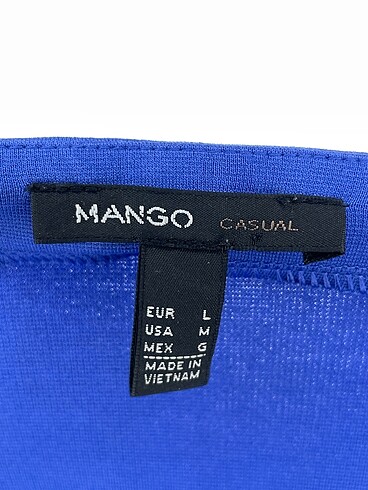 MANGO CASUAL
EUR L
USA M
MEX G
MADE IN
VIETNAM